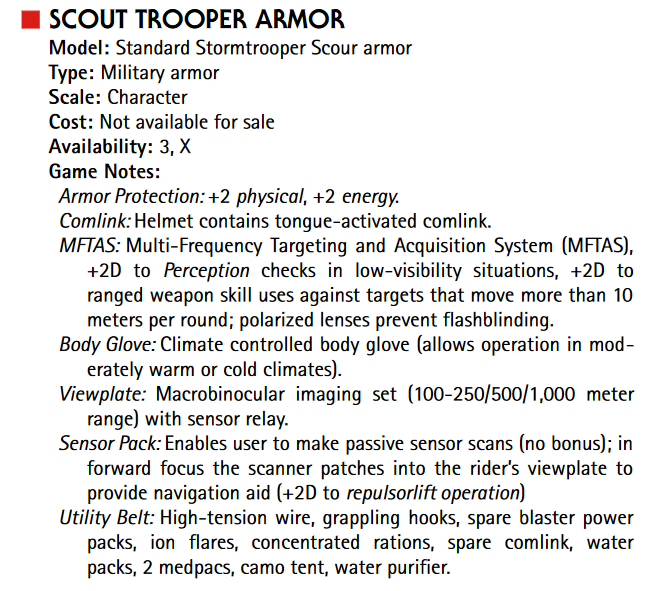 SCOUT TROOPER ARMOR
Model: Standard Stormtrooper Scour armor
Type: Military armor
Scale: Character
Cost: Not available for sale
Availability: 3, X
Game Notes:
Armor Protection: +2 physical, +2 energy.
Comlink: Helmet contains tongue-activated comlink.
MFTAS: Multi-Frequency Targeting and Acquisition System (MFTAS),
+2D to Perception checks in low-visibility situations, +2D to
ranged weapon skill uses against targets that move more than 10
meters per round; polarized lenses prevent flashblinding.
Body Glove: Climate controlled body glove (allows operation in mod-
erately warm or cold climates).
Viewplate: Macrobinocular imaging set (100-250/500/1,000 meter
range) with sensor relay.
Sensor Pack: Enables user to make passive sensor scans (no bonus); in
forward focus the scanner patches into the rider's viewplate to
provide navigation aid (+2D to repulsorlift operation)
Utility Belt: High-tension wire, grappling hooks, spare blaster power
packs, ion flares, concentrated rations, spare comlink, water
packs, 2 medpacs, camo tent, water purifier.